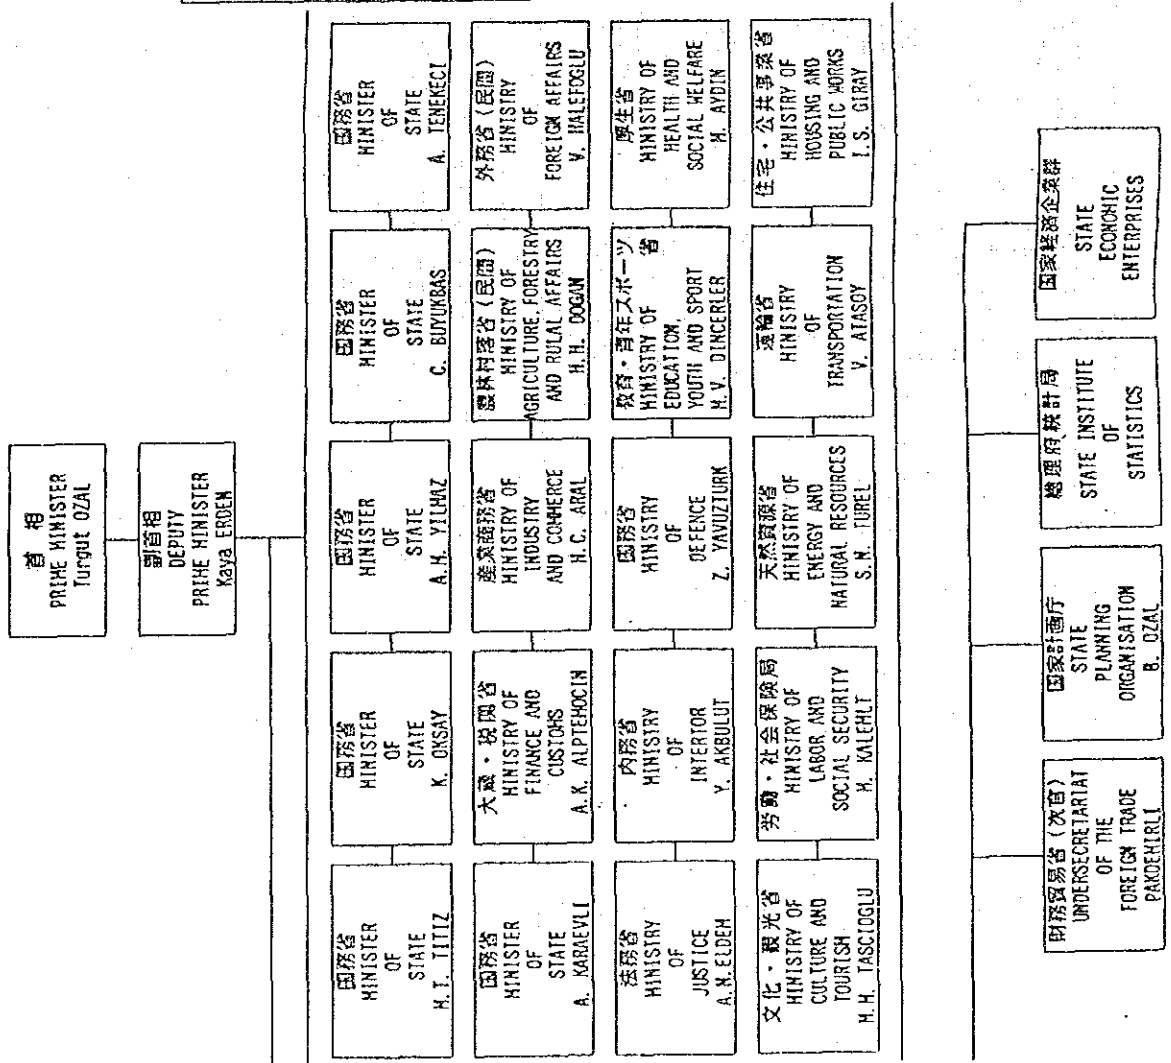 首 相
PRIME MINISTER
Turgut OZAL
副首相
DEPUTY
PRIME MINISTER
Kaya ERDEM
国務省
MINISTER
OF
STATE
M.T. TITIZ
国務省
MINISTER
OF
STATE
K. OKSAY
国務省
MINISTER
OF
STATE
A.M. YILMAZ
国務省
MINISTER
OF
STATE
C. BUYUKBAS
国務省
MINISTER
OF
STATE
A. TENEKECI
国務省
MINISTER
OF
STATE
A. KARAEVLI
大蔵・税関省
MINISTRY OF
FINANCE AND
CUSTOMS
A.K. ALPTEMOCIN
産業商務省
MINISTRY OF
INDUSTRY
AND COMMERCE
H.C. ARAL
農林村落省(民間)
MINISTRY OF
AGRICULTURE,FORESTRY
AND RULAL AFFAIRS
H.H. DOGAN
外務省(民間)
MINISTRY
OF
FOREIGN AFFAIRS
V. HALEFOGLU
法務省
MINISTRY
OF
JUSTICE
A.N.ELDEM
内務省
MINISTRY
OF
INTERIOR
Y. AKBULUT
国務省
MINISTRY
OF
DEFENCE
Z. YAVUZTURK
教育・青年スポーツ
省
MINISTRY OF
EDUCATION,
YOUTH AND SPORT
M.V. DINCERLER
厚生省
MINISTRY OF
HEALTH AND
SOCIAL WELFARE
M. AYDIN
文化・観光省
MINISTRY OF
CULTURE AND
TOURISM
M.M. TASCIOGLU
労働・社会保険局
MINISTRY OF
LABOR AND
SOCIAL SECURITY
M. KALEMLT
天然資源省
MINISTRY OF
ENERGY AND
NATURAL RESOURCES
S.N. TUREL
運輸省
MINISTRY
OF
TRANSPORTATION
V. ATASOY
住宅・公共事業省
MINISTRY OF
HOUSING AND
PUBLIC WORKS
I.S. GIRAY
財務貿易省(次官)
UNDERSECRETARIAT
OF THE
FOREIGN TRADE
PAKDEMIRLI
国家計画庁
STATE
PLANNING
ORGANISATION
B. OZAL
総理府統計局
STATE INSTITUTE
OF
STATISTICS
国家経済企業群
STATE
ECONOMIC
ENTERPRISES